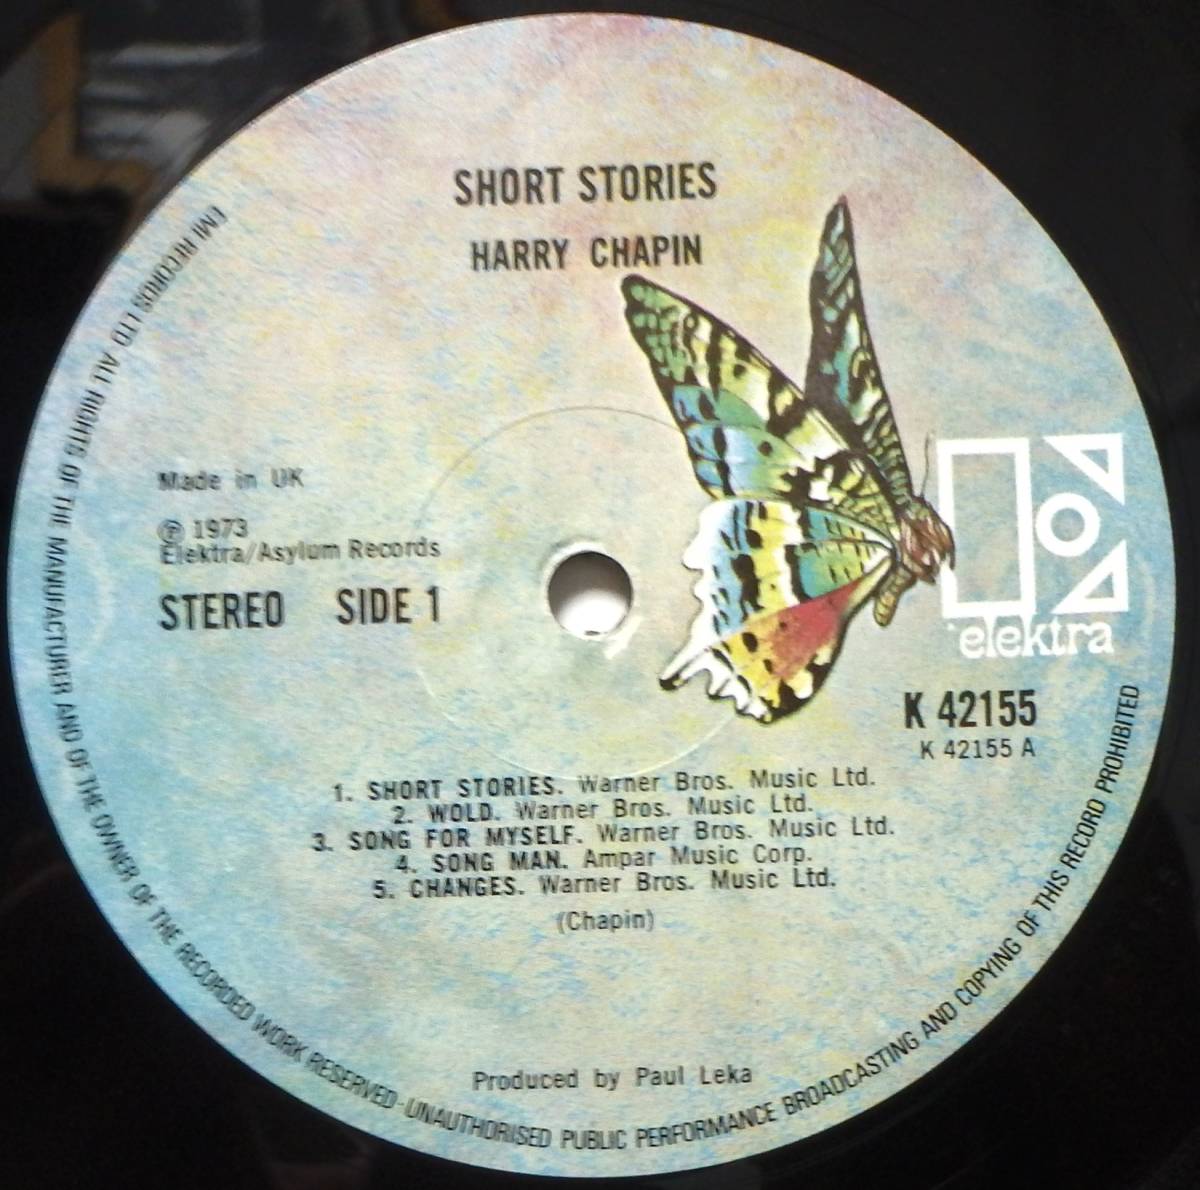 SHORT STORIES
HARRY CHAPIN
Made in UK
℗ 1973
Elektra/Asylum Records
STEREO SIDE 1
elektra
K 42155
K 42155 A
1. SHORT STORIES. Warner Bros. Music Ltd.
2. WOLD. Warner Bros. Music Ltd.
3. SONG FOR MYSELF. Warner Bros. Music Ltd.
4. SONG MAN. Ampar Music Corp.
5. CHANGES. Warner Bros. Music Ltd.
(Chapin)
Produced by Paul Leka
EMI RECORDS LTD ALL RIGHTS OF THE MANUFACTURER AND OF THE OWNER OF THE RECORDED WORK RESERVED·UNAUTHORISED PUBLIC PERFORMANCE BROADCASTING AND COPYING OF THIS RECORD PROHIBITED